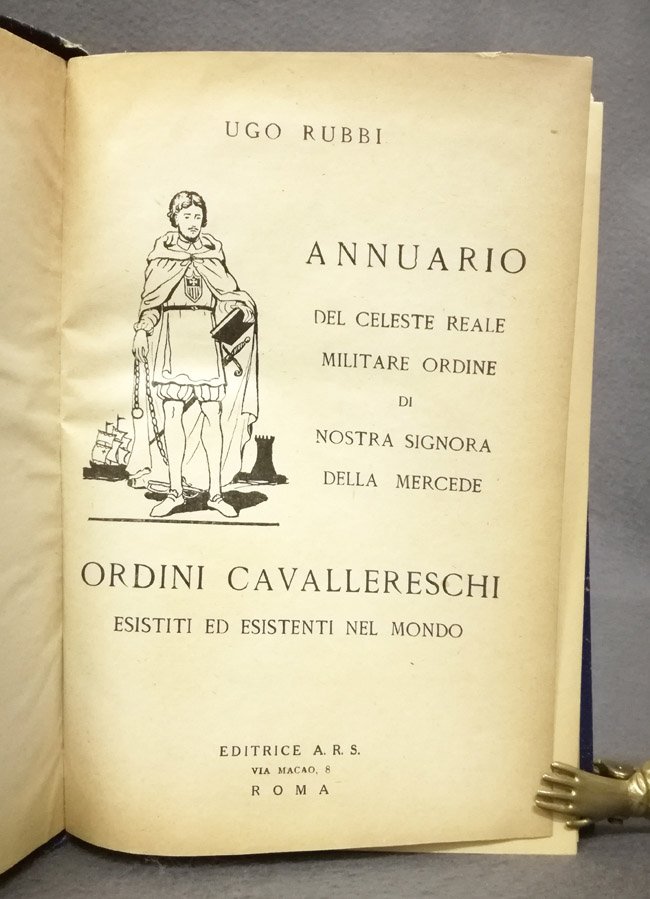 UGO RUBBI
ANNUARIO
DEL CELESTE REALE
MILITARE ORDINE
DI
NOSTRA SIGNORA
DELLA MERCEDE
ORDINI CAVALLERESCHI
ESISTITI ED ESISTENTI NEL MONDO
EDITRICE A. R. S.
VIA MACAO, 8
ROMA